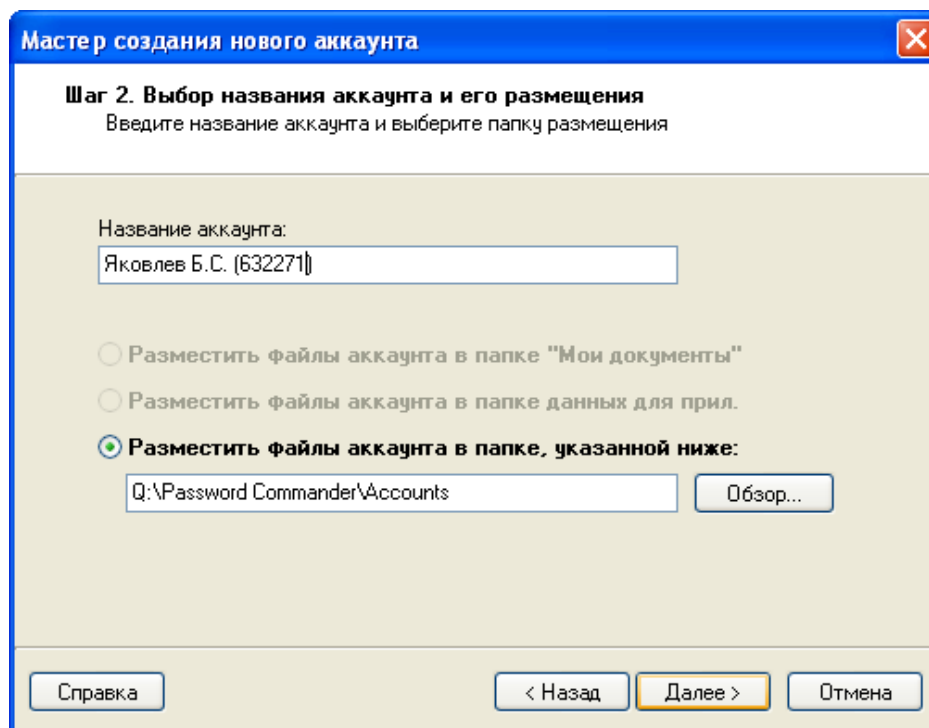 Мастер создания нового аккаунта
Шаг 2. Выбор названия аккаунта и его размещения
Введите название аккаунта и выберите папку размещения
Название аккаунта:
Яковлев Б.С. (632271)
Разместить файлы аккаунта в папке "Мои документы"
Разместить файлы аккаунта в папке данных для прил.
Разместить файлы аккаунта в папке, указанной ниже:
Q:\Password Commander\Accounts
Обзор...
Справка
< Назад
Далее >
Отмена